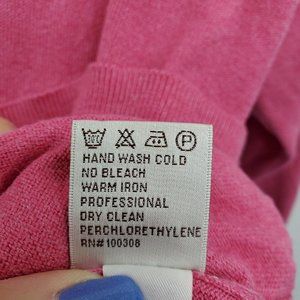 P
HAND WASH COLD
NO BLEACH
WARM IRON
PROFESSIONAL
DRY CLEAN
PERCHLORETHYLENE
RN#100308